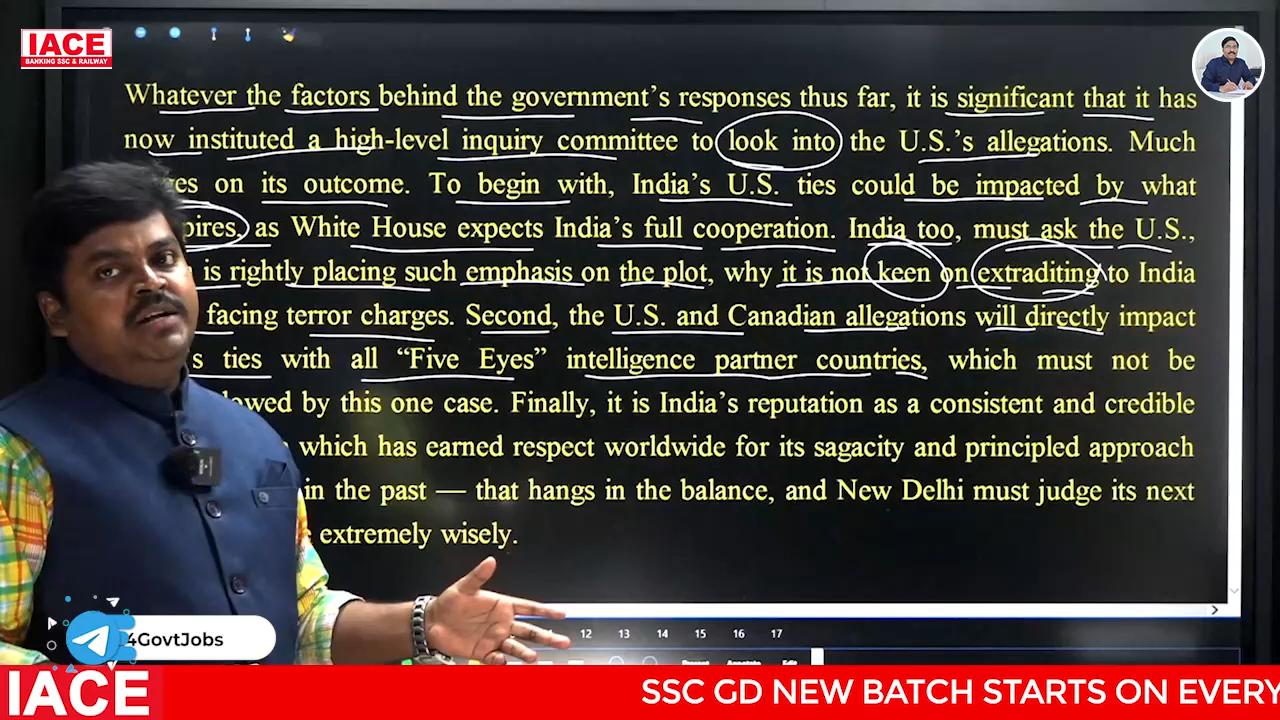 IACE
BANKING SSC & RAILWAY
Whatever the factors behind the government’s responses thus far, it is significant that it has
now instituted a high-level inquiry committee to look into the U.S.’s allegations. Much
on its outcome. To begin with, India’s U.S. ties could be impacted by what
as White House expects India’s full cooperation. India too, must ask the U.S.,
is rightly placing such emphasis on the plot, why it is not keen on extraditing to India
facing terror charges. Second, the U.S. and Canadian allegations will directly impact
ties with all “Five Eyes” intelligence partner countries, which must not be
by this one case. Finally, it is India’s reputation as a consistent and credible
which has earned respect worldwide for its sagacity and principled approach
in the past — that hangs in the balance, and New Delhi must judge its next
extremely wisely.
12 13 14 15 16 17
4GovtJobs
IACE
SSC GD NEW BATCH STARTS ON EVERY